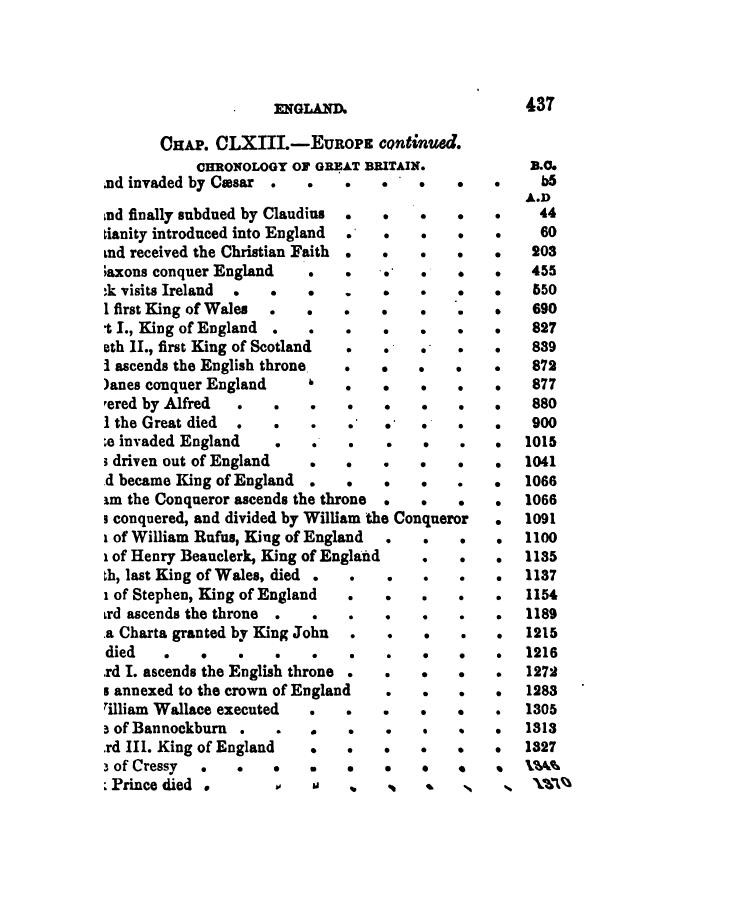 ENGLAND. 437
CHAP. CLXIII.—EUROPE continued.
CHRONOLOGY OF GREAT BRITAIN. B.C.
nd invaded by Cæsar . . . . . . . 55
A.D
nd finally subdued by Claudius . . . . . 44
tianity introduced into England . . . . . 60
and received the Christian Faith . . . . . 203
Saxons conquer England . . . . . . 455
k visits Ireland . . . . . . . . 550
l first King of Wales . . . . . . . 690
t I., King of England . . . . . . . 827
eth II., first King of Scotland . . . . . 839
d ascends the English throne . . . . . 872
Danes conquer England . . . . . . 877
vered by Alfred . . . . . . . . 880
d the Great died . . . . . . . . 900
te invaded England . . . . . . . 1015
s driven out of England . . . . . . 1041
d became King of England . . . . . . 1066
am the Conqueror ascends the throne . . . . 1066
s conquered, and divided by William the Conqueror . 1091
h of William Rufus, King of England . . . . 1100
h of Henry Beauclerk, King of England . . . 1135
th, last King of Wales, died . . . . . . 1137
h of Stephen, King of England . . . . . 1154
ard ascends the throne . . . . . . . 1189
a Charta granted by King John . . . . . 1215
died . . . . . . . . . . 1216
rd I. ascends the English throne . . . . . 1272
s annexed to the crown of England . . . . 1283
William Wallace executed . . . . . . 1305
e of Bannockburn . . . . . . . . 1313
rd III. King of England . . . . . . 1327
e of Cressy . . . . . . . . . 1346
k Prince died . . . . . . . . 1370